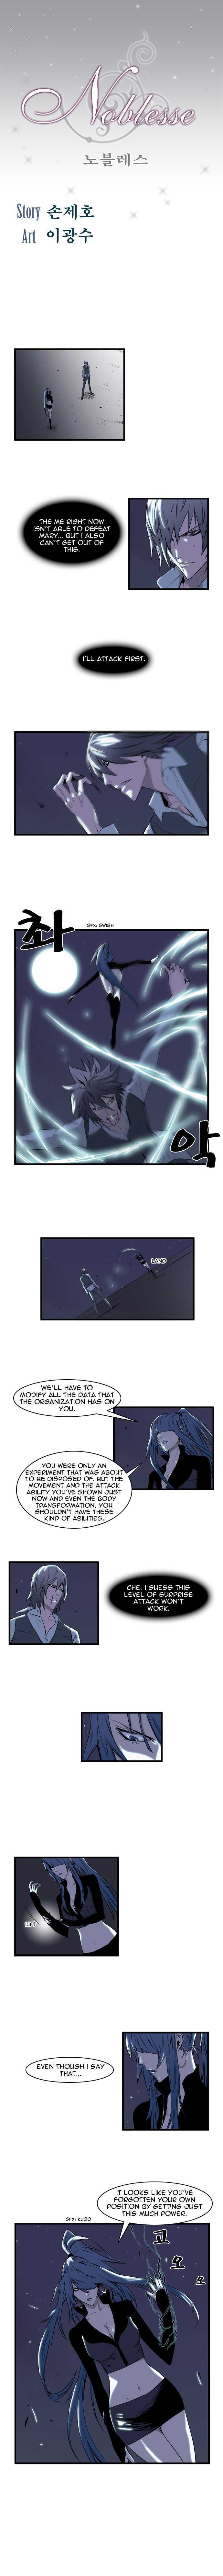 Noblesse
노블레스
Story 손제호
Art 이광수
THE ME RIGHT NOW
ISN'T ABLE TO DEFEAT
MARY... BUT I ALSO
CAN'T GET OUT OF
THIS.
I'LL ATTACK FIRST.
촤
SFX: SWISH
악
LAND
WE'LL HAVE TO
MODIFY ALL THE DATA THAT
THE ORGANIZATION HAS ON
YOU.
YOU WERE ONLY AN
EXPERIMENT THAT WAS ABOUT
TO BE DISPOSED OF. BUT THE
MOVEMENT AND THE ATTACK
ABILITY YOU'VE SHOWN JUST
NOW AND EVEN THE BODY
TRANSFORMATION, YOU
SHOULDN'T HAVE THESE
KIND OF ABILITIES.
CHE. I GUESS THIS
LEVEL OF SURPRISE
ATTACK WON'T
WORK.
EVEN THOUGH I SAY
THAT...
IT LOOKS LIKE YOU'VE
FORGOTTEN YOUR OWN
POSITION BY GETTING JUST
THIS MUCH POWER.
SFX: KUOO
고
오
오